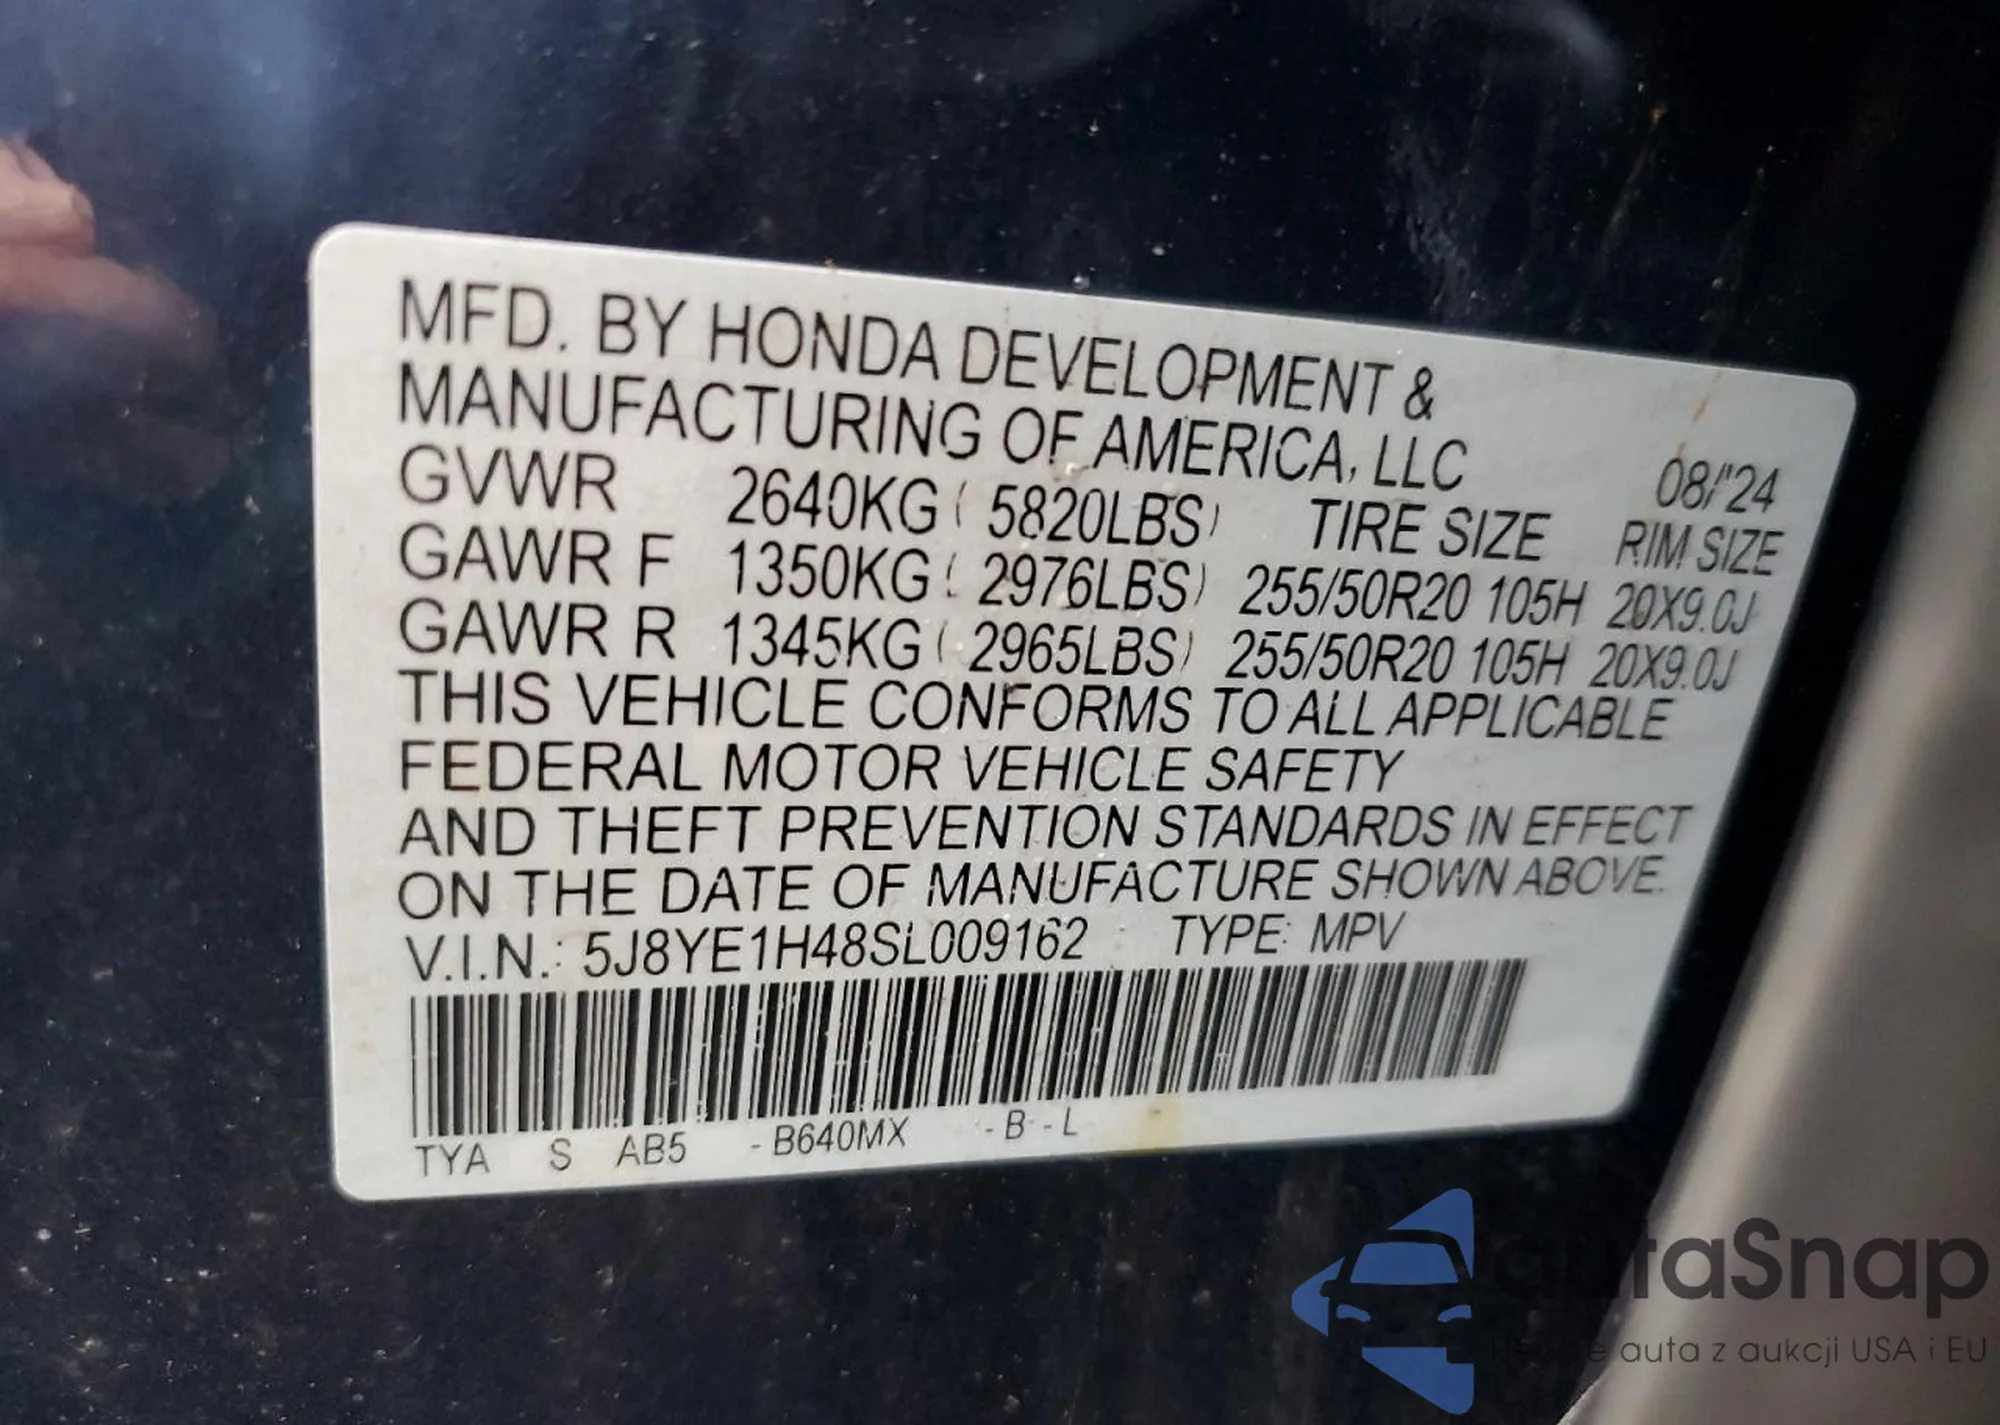 MFD. BY HONDA DEVELOPMENT &
MANUFACTURING OF AMERICA, LLC 08/'24
GVWR 2640KG ( 5820LBS) TIRE SIZE RIM SIZE
GAWR F 1350KG ( 2976LBS) 255/50R20 105H 20X9.0J
GAWR R 1345KG ( 2965LBS) 255/50R20 105H 20X9.0J
THIS VEHICLE CONFORMS TO ALL APPLICABLE
FEDERAL MOTOR VEHICLE SAFETY
AND THEFT PREVENTION STANDARDS IN EFFECT
ON THE DATE OF MANUFACTURE SHOWN ABOVE.
V.I.N.: 5J8YE1H48SL009162 TYPE: MPV
TYA S AB5 -B640MX -B-L
autaSnap
auta z aukcji USA i EU